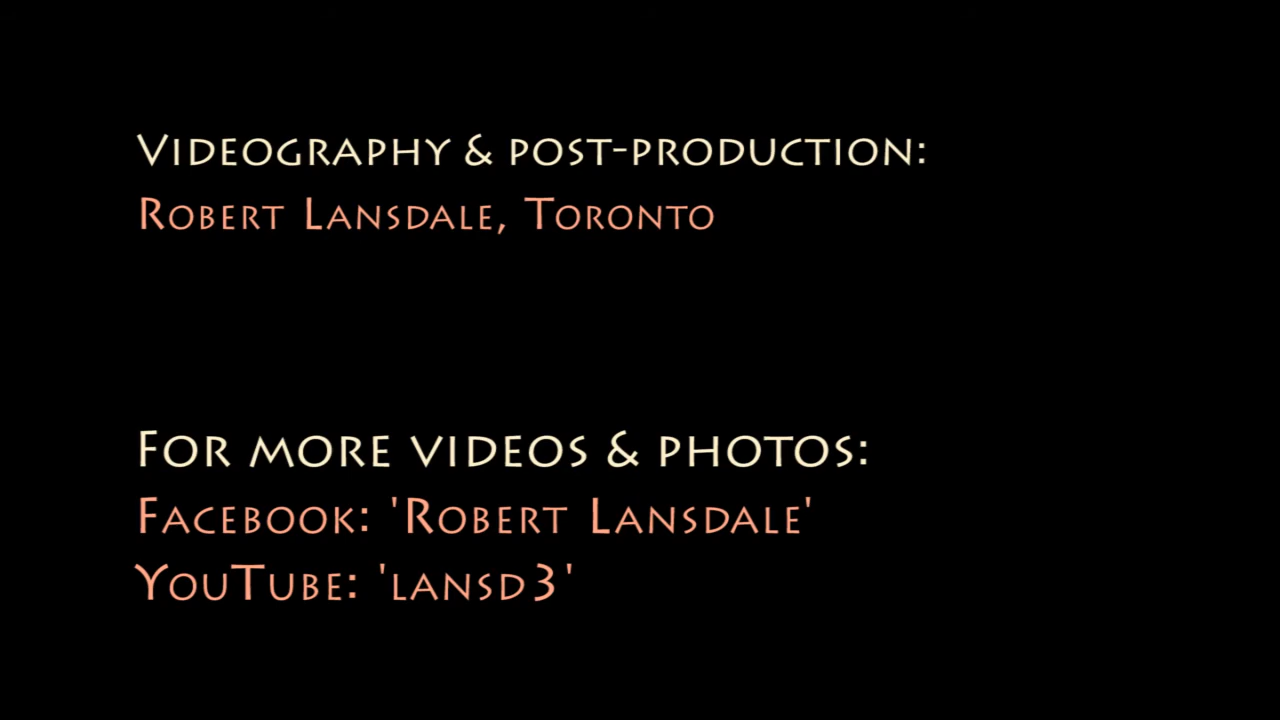 Videography & post-production:
Robert Lansdale, Toronto
For more videos & photos:
Facebook: 'Robert Lansdale'
YouTube: 'lansd3'